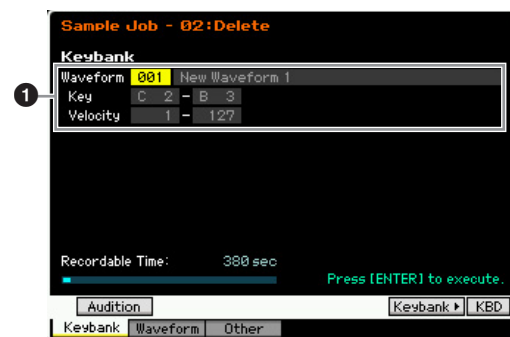 Sample Job - 02:Delete
Keybank
Waveform 001 New Waveform 1
1 Key C 2 - B 3
Velocity 1 - 127
Recordable Time: 380 sec
Press [ENTER] to execute.
Audition Keybank KBD
Keybank Waveform Other